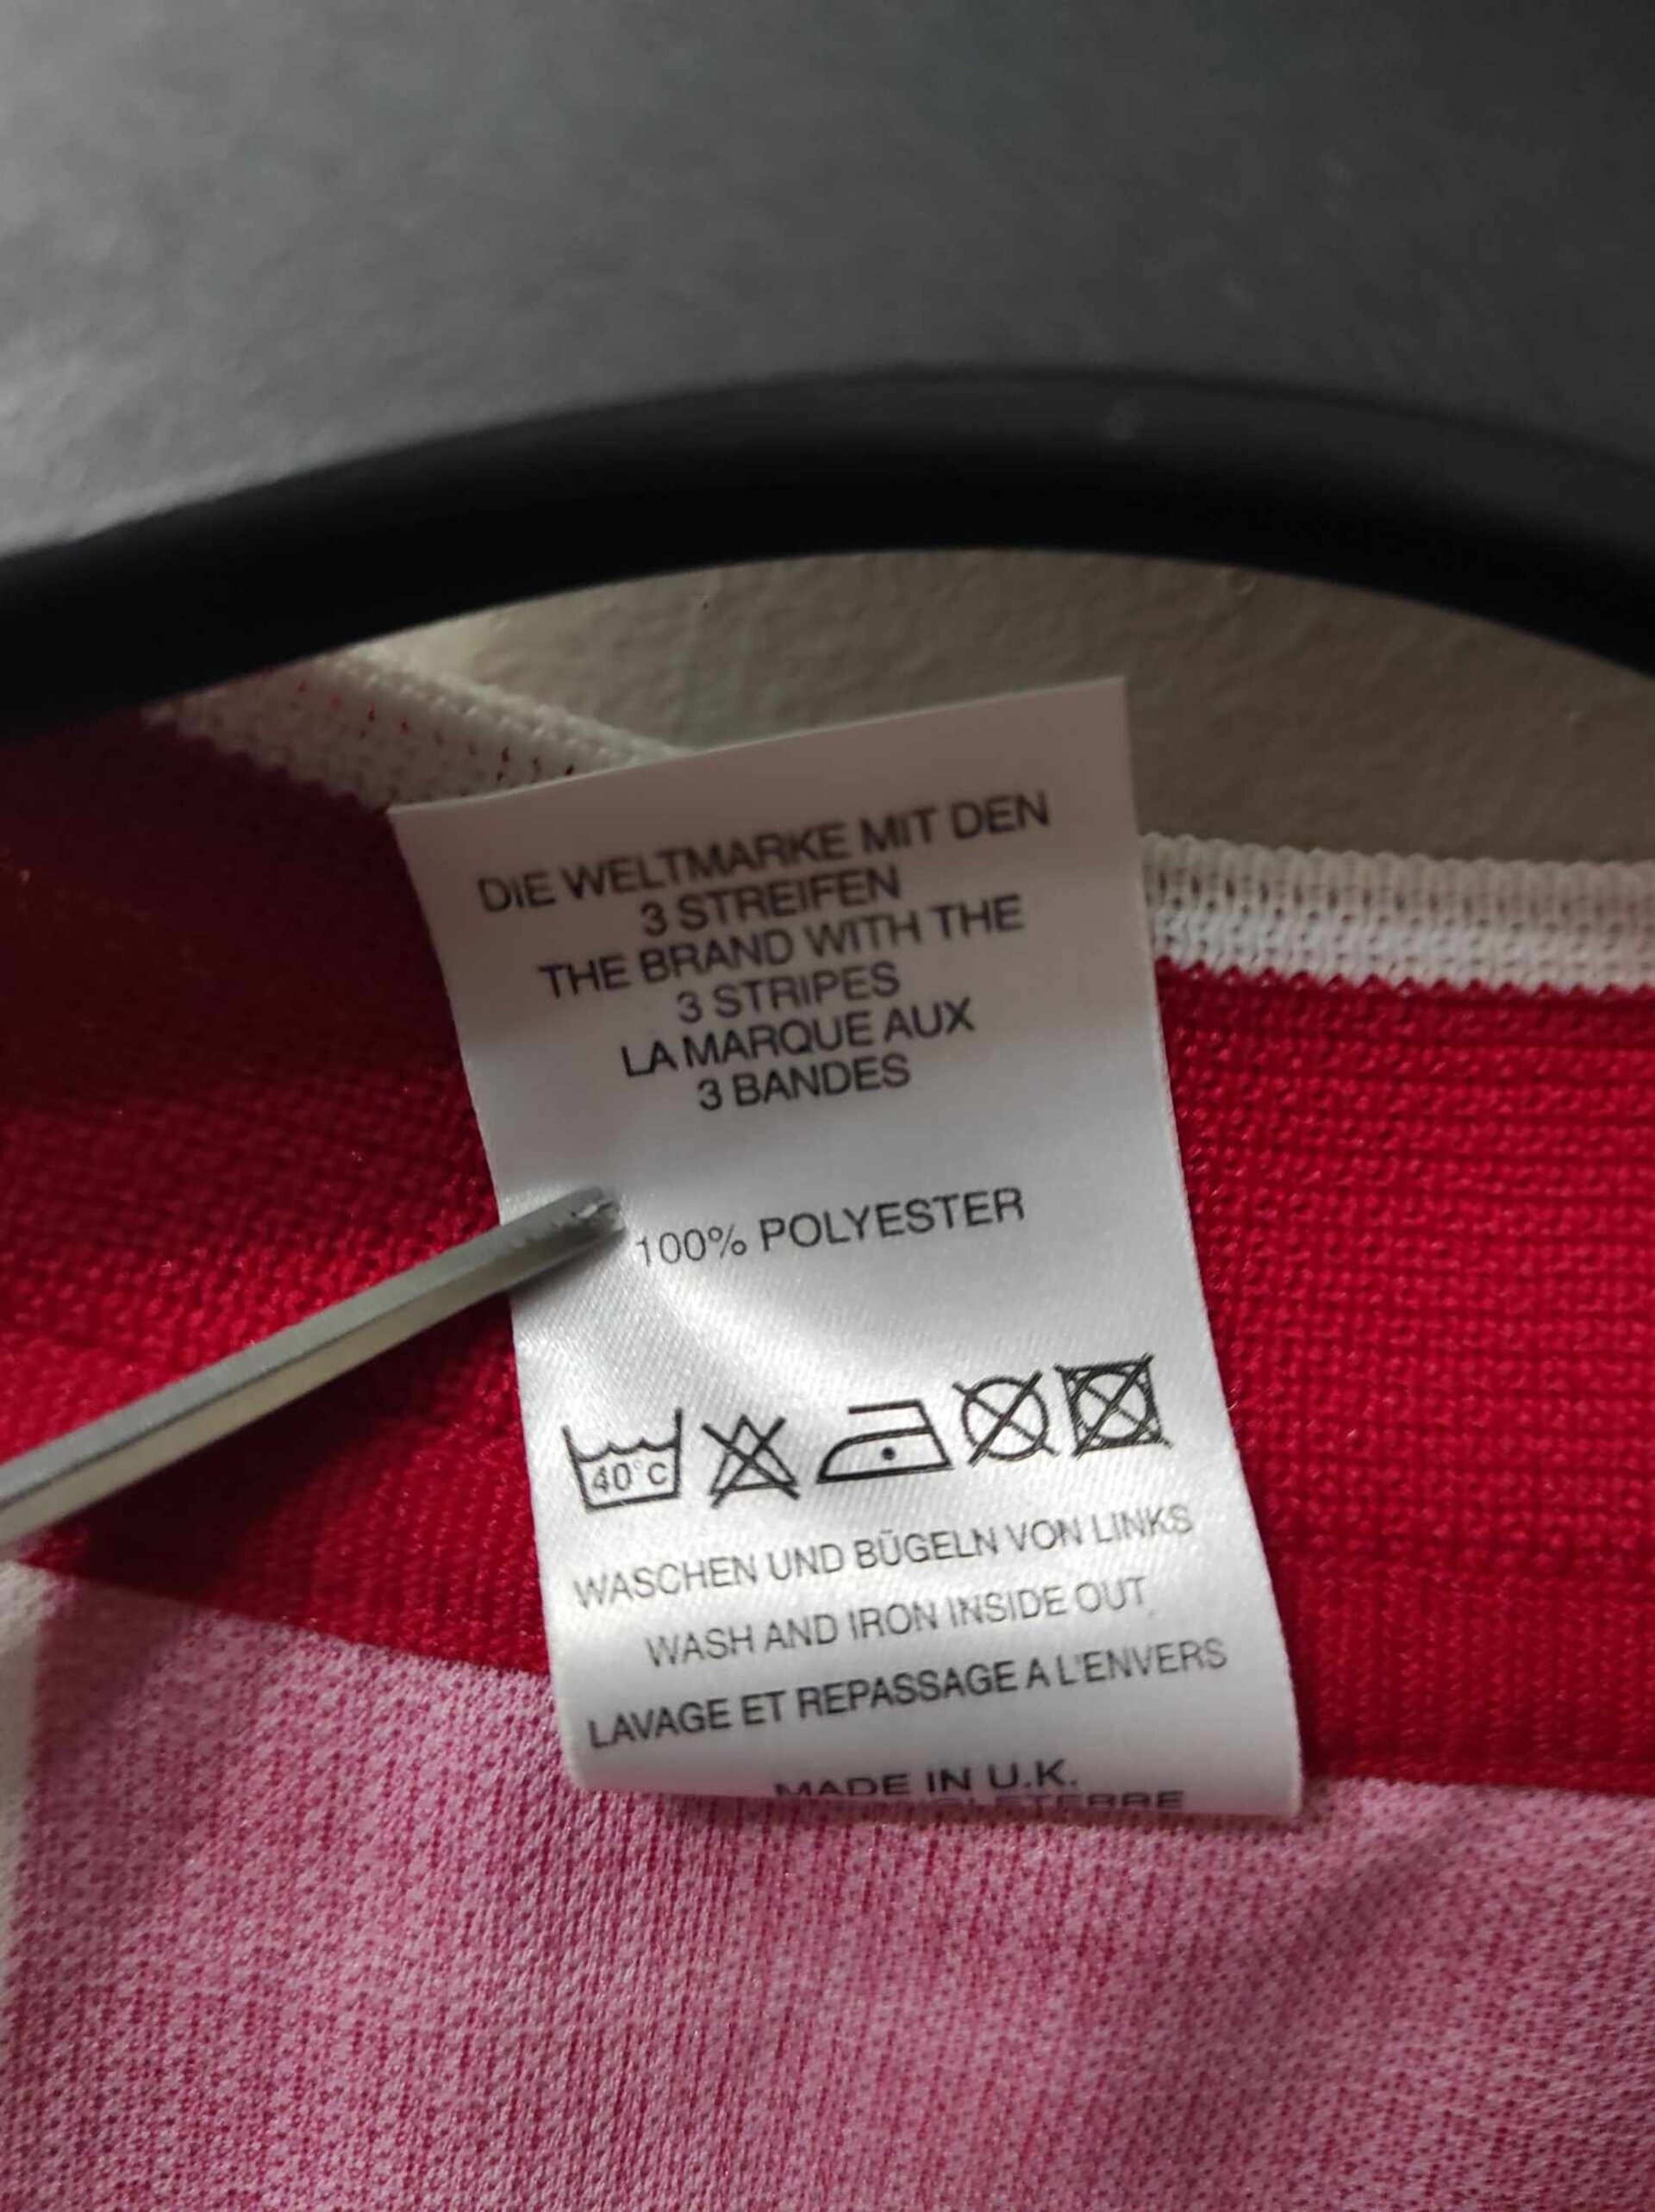 DIE WELTMARKE MIT DEN
3 STREIFEN
THE BRAND WITH THE
3 STRIPES
LA MARQUE AUX
3 BANDES
100% POLYESTER
40°C
WASCHEN UND BÜGELN VON LINKS
WASH AND IRON INSIDE OUT
LAVAGE ET REPASSAGE A L'ENVERS
MADE IN U.K.